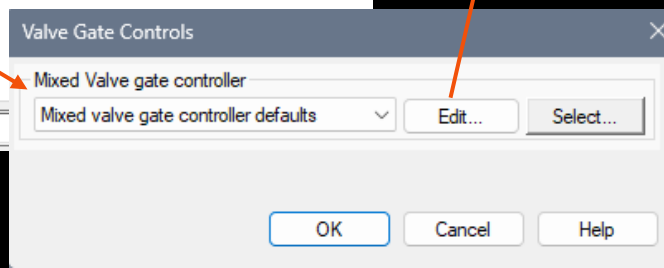 Valve Gate Controls
Mixed Valve gate controller
Mixed valve gate controller defaults Edit... Select...
OK Cancel Help